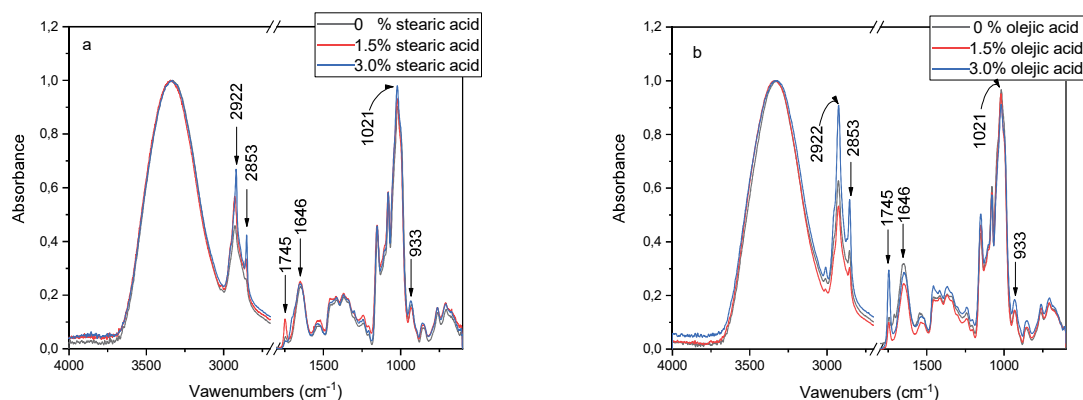 a
0 % stearic acid
1.5% stearic acid
3.0% stearic acid
Absorbance
1,2
1,0
0,8
0,6
0,4
0,2
0,0
2922
2853
1745
1646
1021
933
4000 3500 3000 1500 1000
Vawenumbers (cm-1)
b
0 % olejic acid
1.5% olejic acid
3.0% olejic acid
Absorbance
1,2
1,0
0,8
0,6
0,4
0,2
0,0
2922
2853
1745
1646
1021
933
4000 3500 3000 1500 1000
Vawenubers (cm-1)